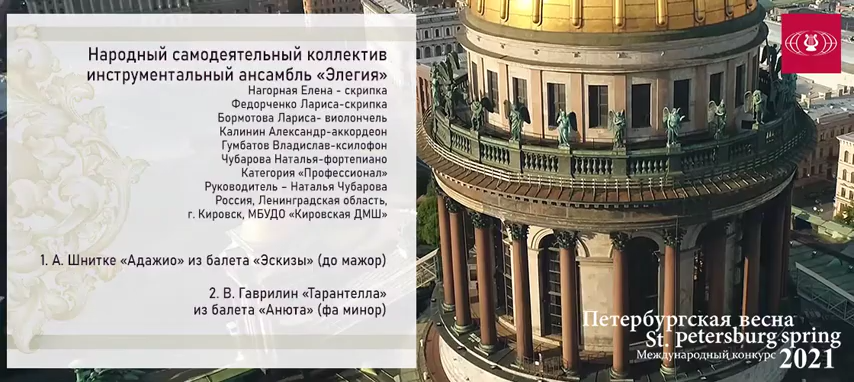 Народный самодеятельный коллектив
инструментальный ансамбль «Элегия»
Нагорная Елена - скрипка
Федорченко Лариса-скрипка
Бормотова Лариса- виолончель
Калинин Александр-аккордеон
Гумбатов Владислав-ксилофон
Чубарова Наталья-фортепиано
Категория «Профессионал»
Руководитель – Наталья Чубарова
Россия, Ленинградская область,
г. Кировск, МБУДО «Кировская ДМШ»
1. А. Шнитке «Адажио» из балета «Эскизы» (до мажор)
2. В. Гаврилин «Тарантелла»
из балета «Анюта» (фа минор)
Петербургская весна
St. petersburg spring
Международный конкурс 2021